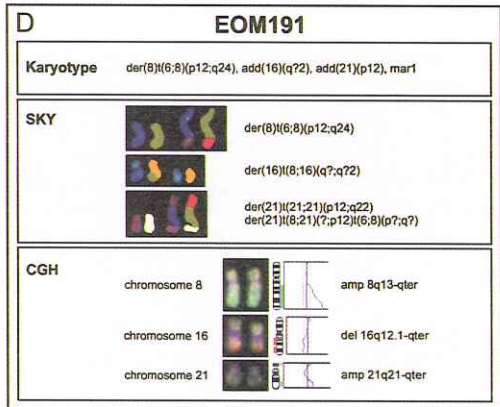 D EOM191
Karyotype der(8)t(6;8)(p12;q24), add(16)(q?2), add(21)(p12), mar1
SKY
der(8)t(6;8)(p12;q24)
der(16)t(8;16)(q?;q?2)
der(21)t(21;21)(p12;q22)
der(21)t(8;21)(?;p12)t(6;8)(p?;q?)
CGH
chromosome 8 amp 8q13-qter
chromosome 16 del 16q12.1-qter
chromosome 21 amp 21q21-qter